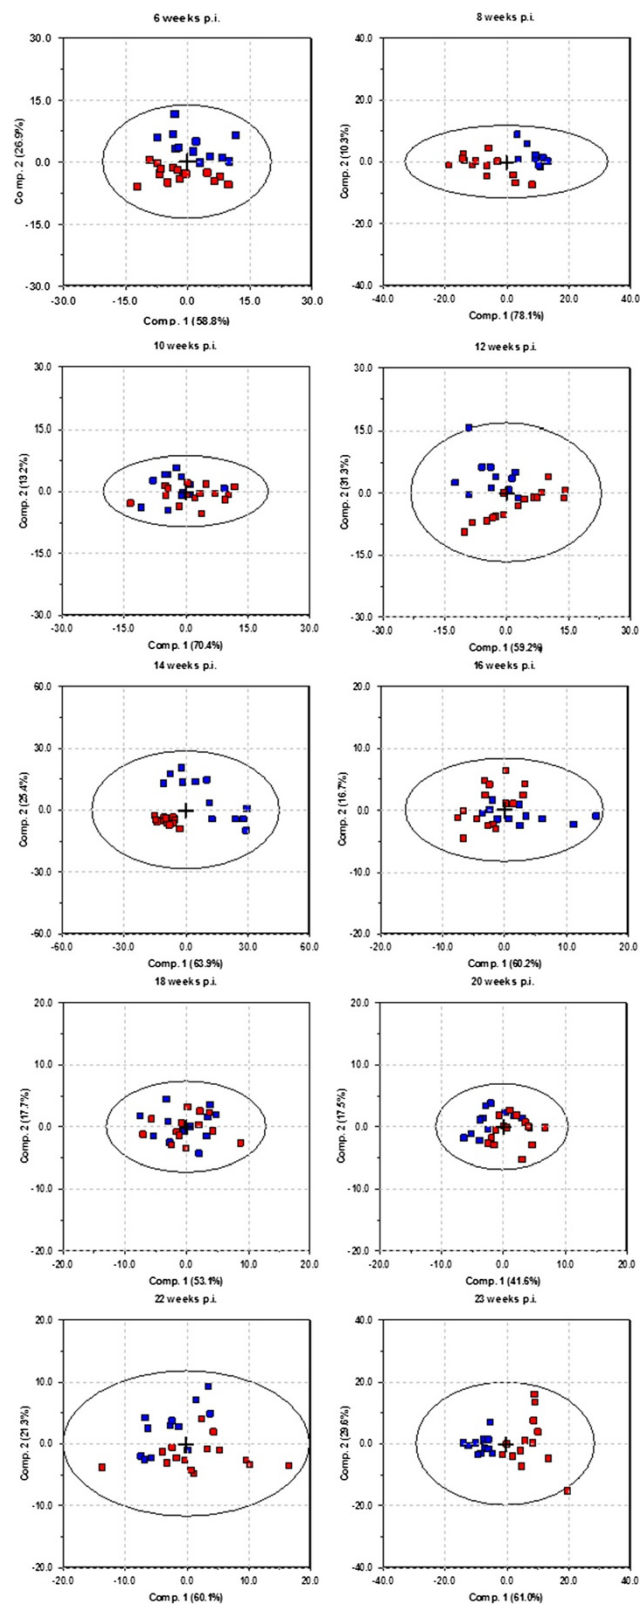 6 weeks p.i.
30.0
15.0
0.0
-15.0
-30.0
Comp. 2 (26.9%)
-30.0 -15.0 0.0 15.0 30.0
Comp. 1 (58.8%)
8 weeks p.i.
40.0
20.0
0.0
-20.0
-40.0
Comp. 2 (10.3%)
-40.0 -20.0 0.0 20.0 40.0
Comp. 1 (78.1%)
10 weeks p.i.
30.0
15.0
0.0
-15.0
-30.0
Comp. 2 (13.2%)
-30.0 -15.0 0.0 15.0 30.0
Comp. 1 (70.4%)
12 weeks p.i.
30.0
15.0
0.0
-15.0
-30.0
Comp. 2 (31.3%)
-30.0 -15.0 0.0 15.0 30.0
Comp. 1 (59.2%)
14 weeks p.i.
60.0
30.0
0.0
-30.0
-60.0
Comp. 2 (25.4%)
-60.0 -30.0 0.0 30.0 60.0
Comp. 1 (63.9%)
16 weeks p.i.
20.0
10.0
0.0
-10.0
-20.0
Comp. 2 (16.7%)
-20.0 -10.0 0.0 10.0 20.0
Comp. 1 (60.2%)
18 weeks p.i.
20.0
10.0
0.0
-10.0
-20.0
Comp. 2 (17.7%)
-20.0 -10.0 0.0 10.0 20.0
Comp. 1 (53.1%)
20 weeks p.i.
20.0
10.0
0.0
-10.0
-20.0
Comp. 2 (17.5%)
-20.0 -10.0 0.0 10.0 20.0
Comp. 1 (41.6%)
22 weeks p.i.
20.0
10.0
0.0
-10.0
-20.0
Comp. 2 (21.3%)
-20.0 -10.0 0.0 10.0 20.0
Comp. 1 (60.1%)
23 weeks p.i.
40.0
20.0
0.0
-20.0
-40.0
Comp. 2 (29.6%)
-40.0 -20.0 0.0 20.0 40.0
Comp. 1 (61.0%)